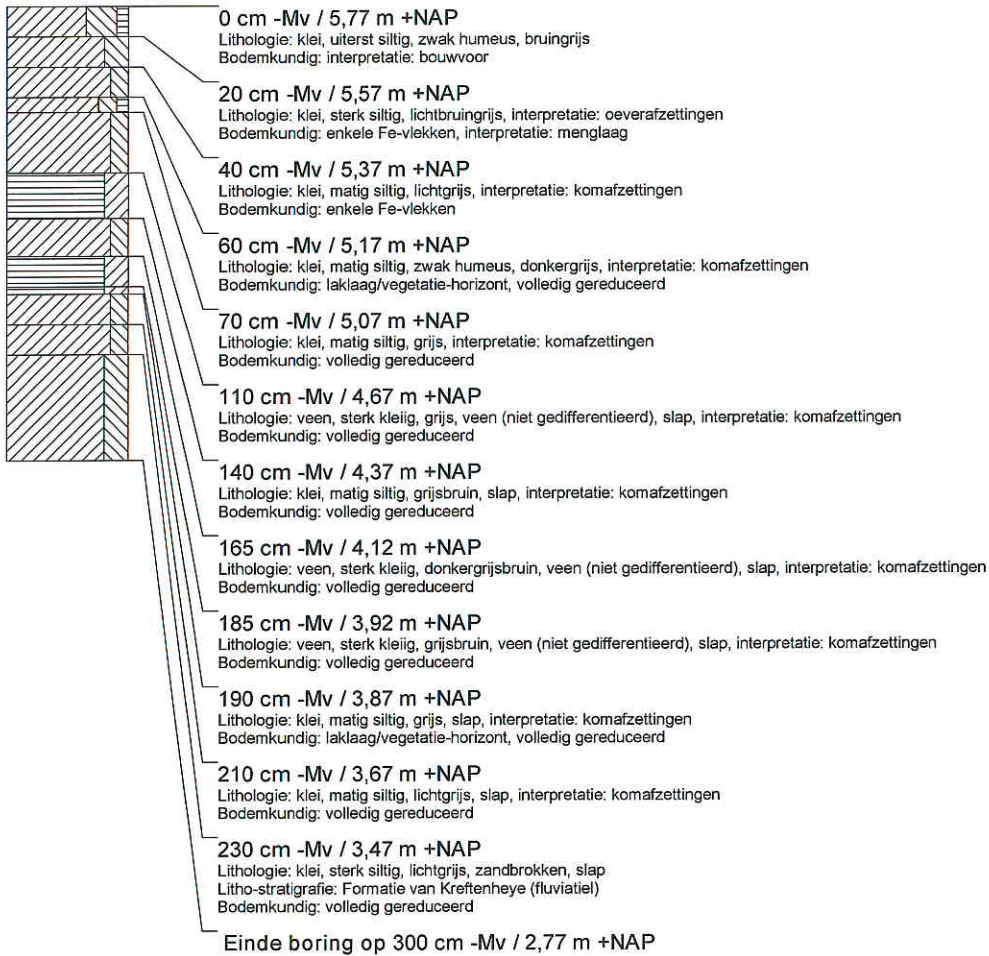 0 cm -Mv / 5,77 m +NAP
Lithologie: klei, uiterst siltig, zwak humeus, bruingrijs
Bodemkundig: interpretatie: bouwvoor
20 cm -Mv / 5,57 m +NAP
Lithologie: klei, sterk siltig, lichtbruingrijs, interpretatie: oeverafzettingen
Bodemkundig: enkele Fe-vlekken, interpretatie: menglaag
40 cm -Mv / 5,37 m +NAP
Lithologie: klei, matig siltig, lichtgrijs, interpretatie: komafzettingen
Bodemkundig: enkele Fe-vlekken
60 cm -Mv / 5,17 m +NAP
Lithologie: klei, matig siltig, zwak humeus, donkergrijs, interpretatie: komafzettingen
Bodemkundig: laklaag/vegetatie-horizont, volledig gereduceerd
70 cm -Mv / 5,07 m +NAP
Lithologie: klei, matig siltig, grijs, interpretatie: komafzettingen
Bodemkundig: volledig gereduceerd
110 cm -Mv / 4,67 m +NAP
Lithologie: veen, sterk kleiig, grijs, veen (niet gedifferentieerd), slap, interpretatie: komafzettingen
Bodemkundig: volledig gereduceerd
140 cm -Mv / 4,37 m +NAP
Lithologie: klei, matig siltig, grijsbruin, slap, interpretatie: komafzettingen
Bodemkundig: volledig gereduceerd
165 cm -Mv / 4,12 m +NAP
Lithologie: veen, sterk kleiig, donkergrijsbruin, veen (niet gedifferentieerd), slap, interpretatie: komafzettingen
Bodemkundig: volledig gereduceerd
185 cm -Mv / 3,92 m +NAP
Lithologie: veen, sterk kleiig, grijsbruin, veen (niet gedifferentieerd), slap, interpretatie: komafzettingen
Bodemkundig: volledig gereduceerd
190 cm -Mv / 3,87 m +NAP
Lithologie: klei, matig siltig, grijs, slap, interpretatie: komafzettingen
Bodemkundig: laklaag/vegetatie-horizont, volledig gereduceerd
210 cm -Mv / 3,67 m +NAP
Lithologie: klei, matig siltig, lichtgrijs, slap, interpretatie: komafzettingen
Bodemkundig: volledig gereduceerd
230 cm -Mv / 3,47 m +NAP
Lithologie: klei, sterk siltig, lichtgrijs, zandbrokken, slap
Litho-stratigrafie: Formatie van Kreftenheye (fluviatiel)
Bodemkundig: volledig gereduceerd
Einde boring op 300 cm -Mv / 2,77 m +NAP